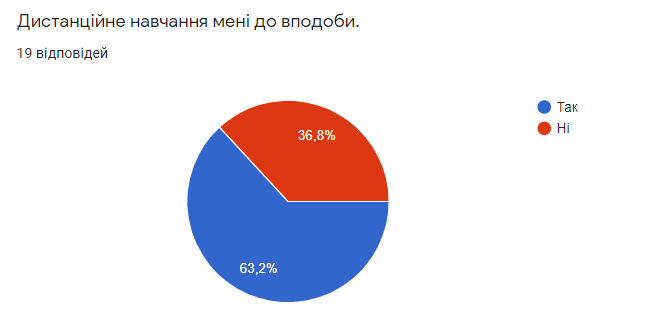 Дистанційне навчання мені до вподоби.
19 відповідей
Так
Ні
36,8%
63,2%